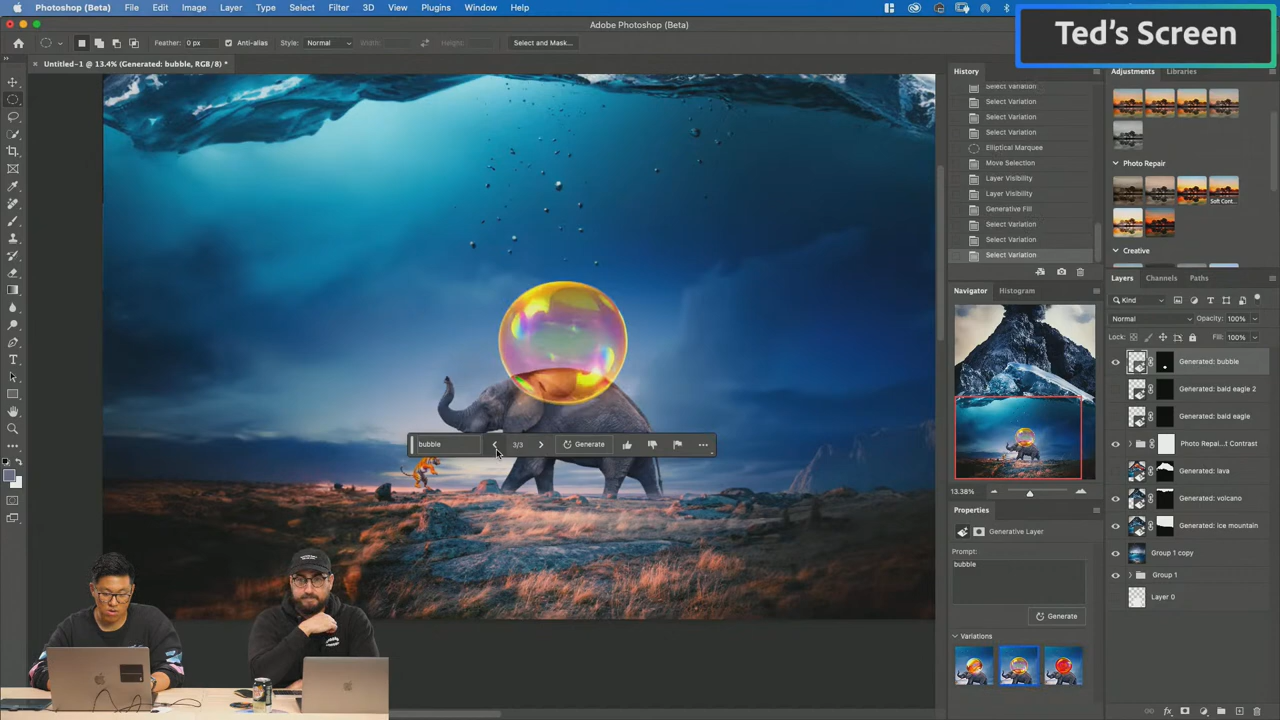 Photoshop (Beta) File Edit Image Layer Type Select Filter 3D View Plugins Window Help
Adobe Photoshop (Beta)
Ted's Screen
Feather: 0 px Anti-alias Style: Normal Width: Height: Select and Mask...
Untitled-1 @ 13.4% (Generated: bubble, RGB/8) *
History
Select Variation
Select Variation
Select Variation
Select Variation
Elliptical Marquee
Move Selection
Layer Visibility
Layer Visibility
Generative Fill
Select Variation
Select Variation
Select Variation
Adjustments Libraries
Photo Repair
Soft Cont...
Creative
bubble 3/3 Generate
Navigator Histogram
13.38%
Properties
Generative Layer
Prompt:
bubble
Generate
Variations
Layers Channels Paths
Kind
Normal Opacity: 100%
Lock: Fill: 100%
Generated: bubble
Generated: bald eagle 2
Generated: bald eagle
Photo Repai...t Contrast
Generated: lava
Generated: volcano
Generated: ice mountain
Group 1 copy
Group 1
Layer 0
fx